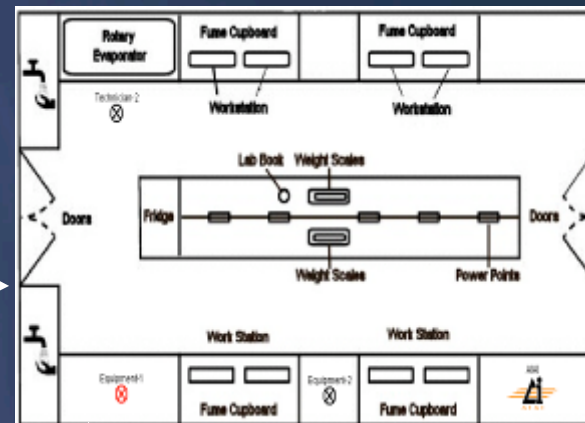 Rotary
Evaporator
Fume Cupboard
Fume Cupboard
Workstation
Workstation
Technician-2
Lab Book
Weight Scales
Doors
Fridge
Doors
Weight Scales
Power Points
Work Station
Work Station
Equipment-1
Equipment-2
Fume Cupboard
Fume Cupboard